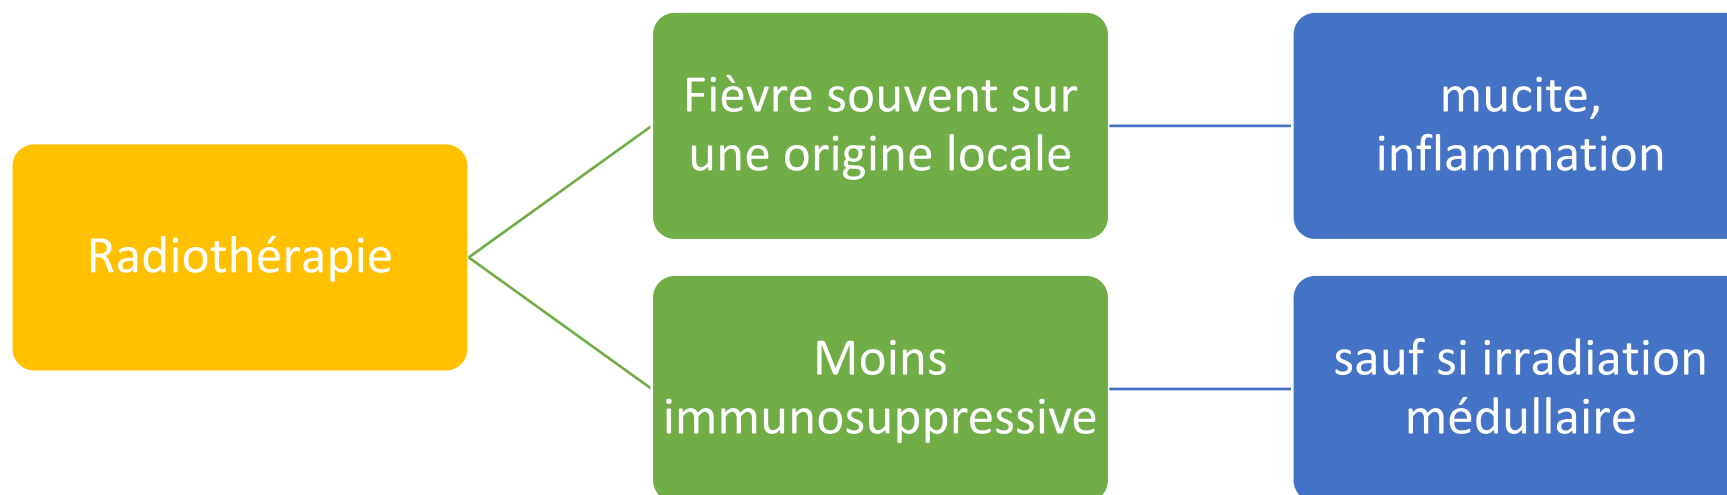 Radiothérapie
Fièvre souvent sur
une origine locale
mucite,
inflammation
Moins
immunosuppressive
sauf si irradiation
médullaire